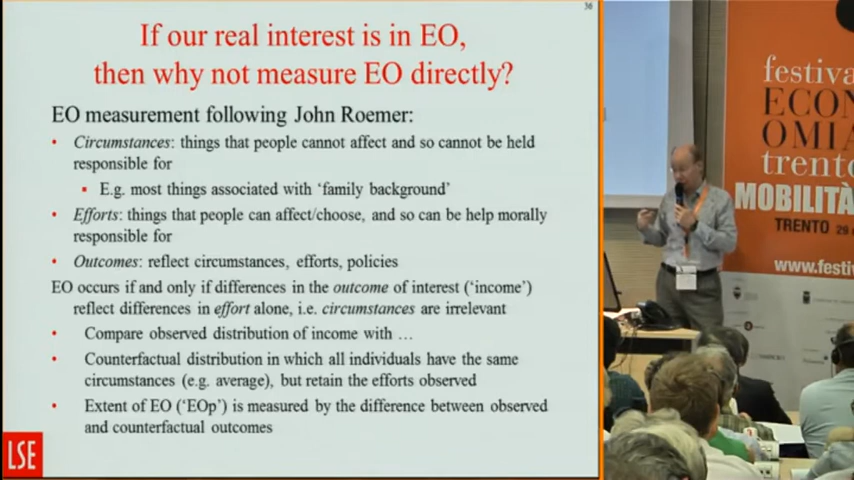 36
If our real interest is in EO,
then why not measure EO directly?
EO measurement following John Roemer:
• Circumstances: things that people cannot affect and so cannot be held
responsible for
▪ E.g. most things associated with ‘family background’
• Efforts: things that people can affect/choose, and so can be help morally
responsible for
• Outcomes: reflect circumstances, efforts, policies
EO occurs if and only if differences in the outcome of interest (‘income’)
reflect differences in effort alone, i.e. circumstances are irrelevant
• Compare observed distribution of income with …
• Counterfactual distribution in which all individuals have the same
circumstances (e.g. average), but retain the efforts observed
• Extent of EO (‘EOp’) is measured by the difference between observed
and counterfactual outcomes
LSE
festiva
ECON
OMIA
trento
MOBILITÀ
TRENTO 29
www.festi